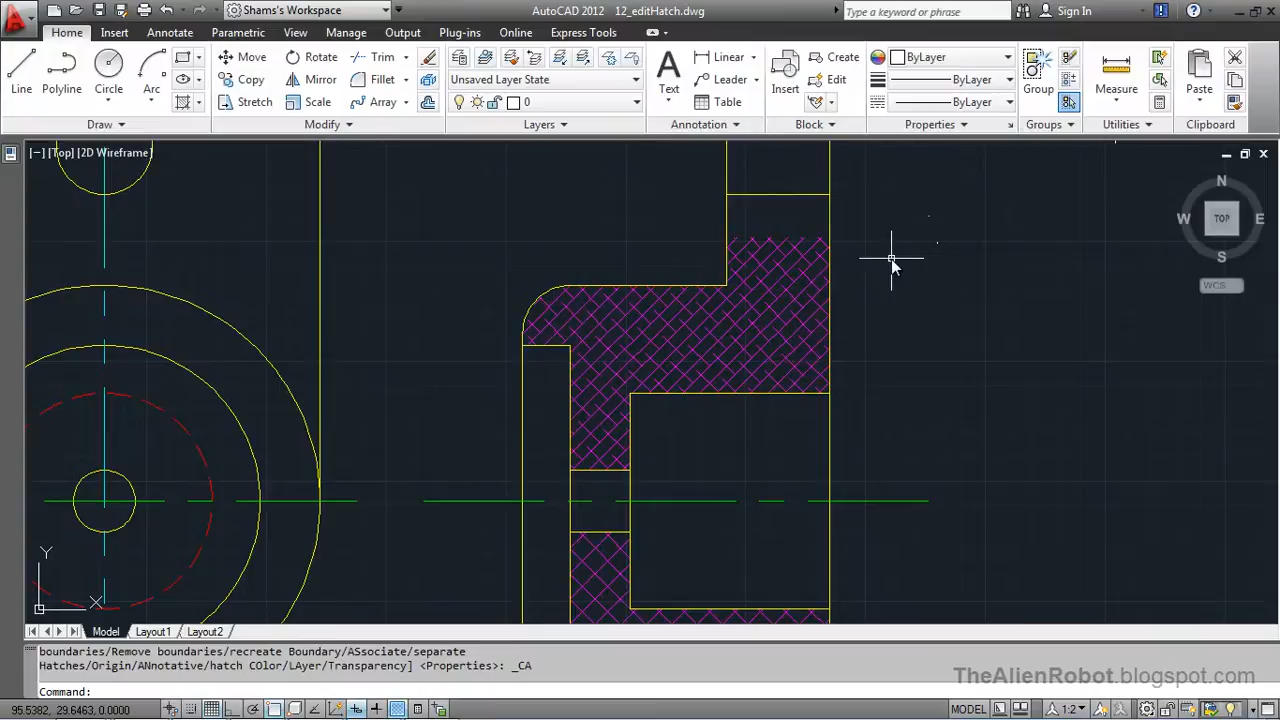 Shams's Workspace
AutoCAD 2012 12_editHatch.dwg
Type a keyword or phrase
Sign In
Home Insert Annotate Parametric View Manage Output Plug-ins Online Express Tools
Line
Polyline
Circle
Arc
Draw
Move
Rotate
Trim
Copy
Mirror
Fillet
Stretch
Scale
Array
Modify
Unsaved Layer State
0
Layers
Text
Linear
Leader
Table
Annotation
Insert
Create
Edit
Block
ByLayer
ByLayer
ByLayer
Properties
Group
Groups
Measure
Utilities
Paste
Clipboard
[−] [Top] [2D Wireframe]
N
W TOP E
S
WCS
Y
X
Model Layout1 Layout2
boundaries/Remove boundaries/recreate Boundary/ASsociate/separate
Hatches/Origin/ANnotative/hatch COlor/LAyer/Transparency] <Properties>: _CA
Command:
TheAlienRobot.blogspot.com
95.5382, 29.6463, 0.0000
MODEL
1:2